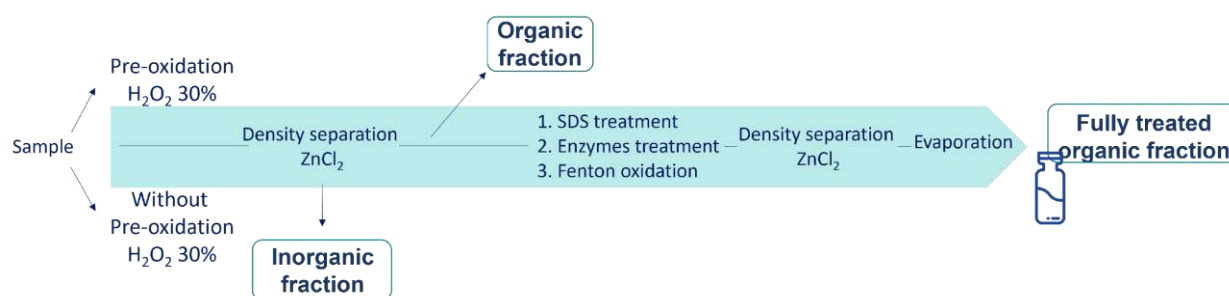 Sample
Pre-oxidation
H₂O₂ 30%
Without
Pre-oxidation
H₂O₂ 30%
Density separation
ZnCl₂
Organic
fraction
Inorganic
fraction
1. SDS treatment
2. Enzymes treatment
3. Fenton oxidation
Density separation
ZnCl₂
Evaporation
Fully treated
organic fraction